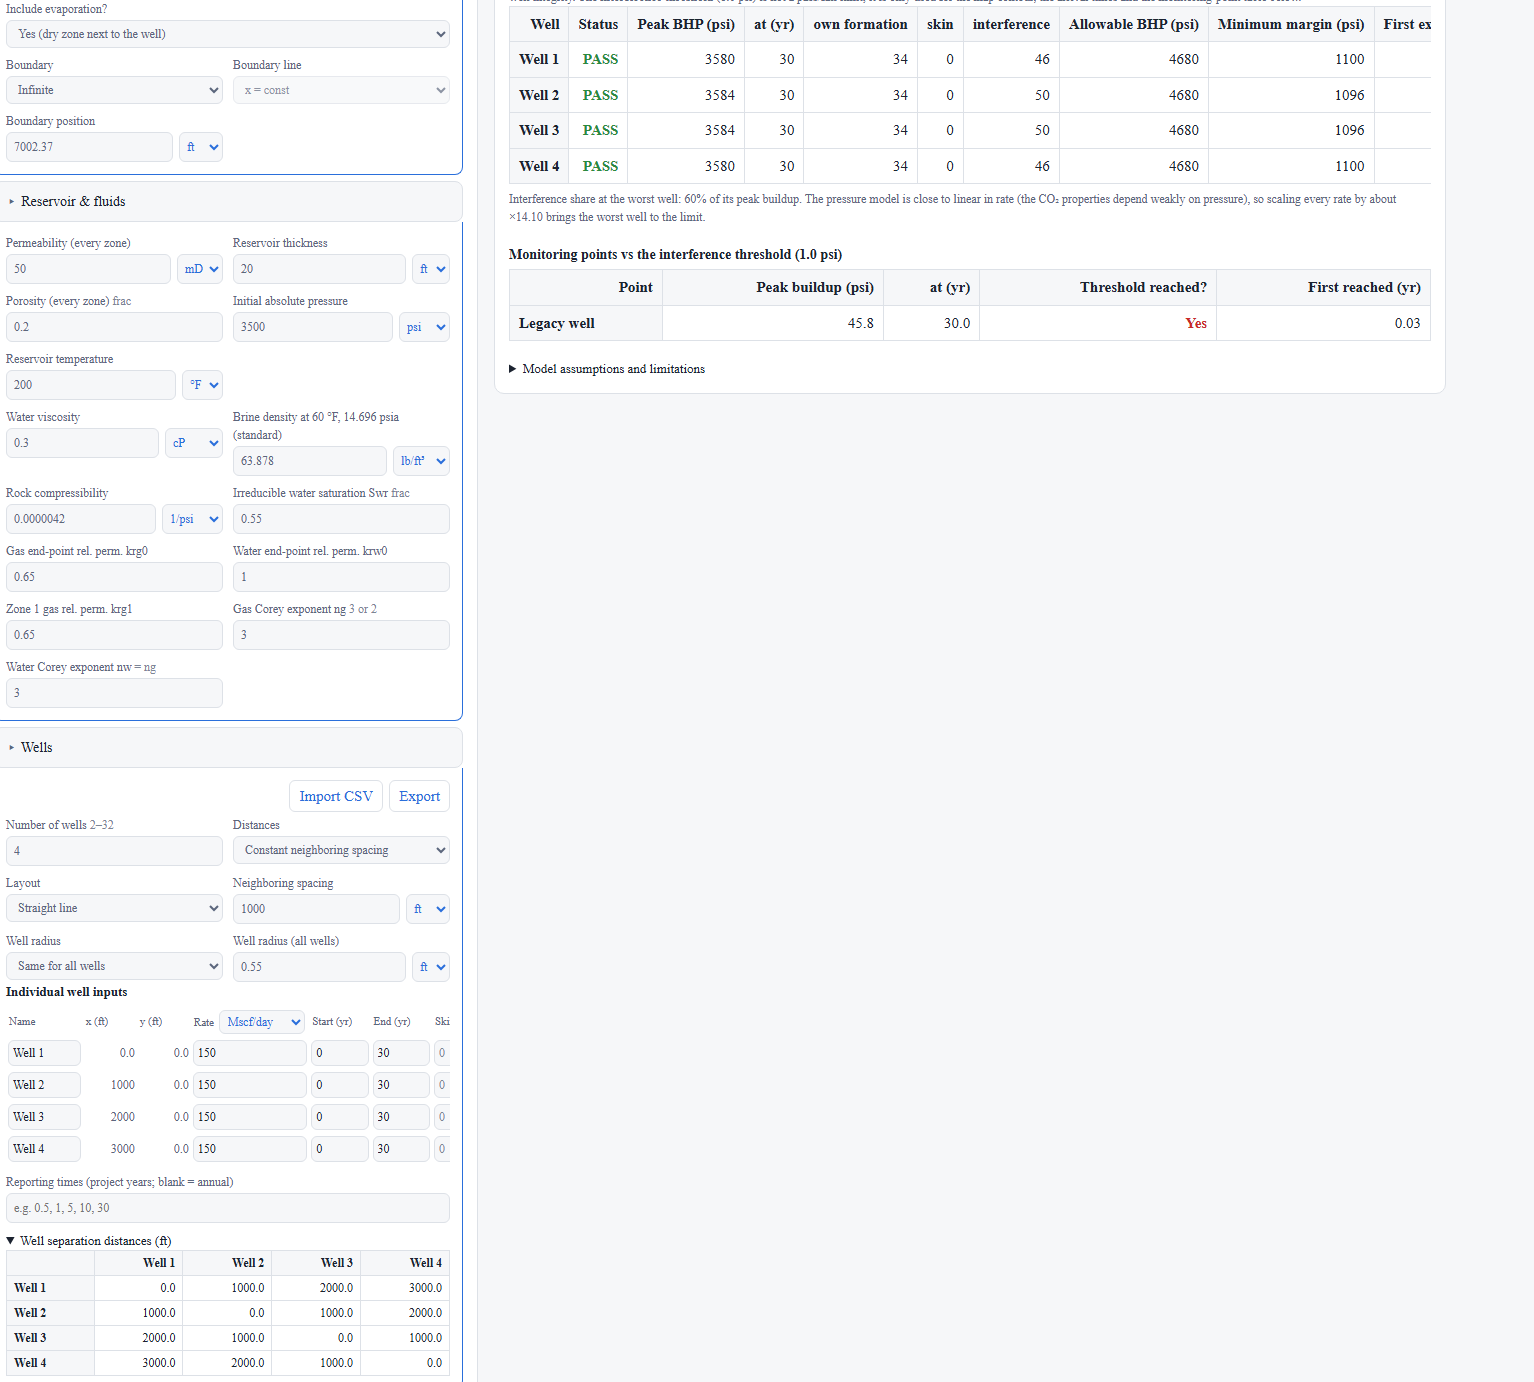 Include evaporation?
Yes (dry zone next to the well)
Boundary
Boundary line
Infinite
x = const
Boundary position
7002.37
ft
Reservoir & fluids
Permeability (every zone)
Reservoir thickness
50
mD
20
ft
Porosity (every zone) frac
Initial absolute pressure
0.2
3500
psi
Reservoir temperature
200
°F
Water viscosity
Brine density at 60 °F, 14.696 psia
(standard)
0.3
cP
63.878
lb/ft³
Rock compressibility
Irreducible water saturation Swr frac
0.0000042
1/psi
0.55
Gas end-point rel. perm. krg0
Water end-point rel. perm. krw0
0.65
1
Zone 1 gas rel. perm. krg1
Gas Corey exponent ng 3 or 2
0.65
3
Water Corey exponent nw = ng
3
Wells
Import CSV
Export
Number of wells 2–32
Distances
4
Constant neighboring spacing
Layout
Neighboring spacing
Straight line
1000
ft
Well radius
Well radius (all wells)
Same for all wells
0.55
ft
Individual well inputs
Name x (ft) y (ft) Rate Mscf/day Start (yr) End (yr) Ski
Well 1 0.0 0.0 150 0 30 0
Well 2 1000 0.0 150 0 30 0
Well 3 2000 0.0 150 0 30 0
Well 4 3000 0.0 150 0 30 0
Reporting times (project years; blank = annual)
e.g. 0.5, 1, 5, 10, 30
Well separation distances (ft)
Well 1 Well 2 Well 3 Well 4
Well 1 0.0 1000.0 2000.0 3000.0
Well 2 1000.0 0.0 1000.0 2000.0
Well 3 2000.0 1000.0 0.0 1000.0
Well 4 3000.0 2000.0 1000.0 0.0
Well Status Peak BHP (psi) at (yr) own formation skin interference Allowable BHP (psi) Minimum margin (psi) First ex
Well 1 PASS 3580 30 34 0 46 4680 1100
Well 2 PASS 3584 30 34 0 50 4680 1096
Well 3 PASS 3584 30 34 0 50 4680 1096
Well 4 PASS 3580 30 34 0 46 4680 1100
Interference share at the worst well: 60% of its peak buildup. The pressure model is close to linear in rate (the CO₂ properties depend weakly on pressure), so scaling every rate by about
×14.10 brings the worst well to the limit.
Monitoring points vs the interference threshold (1.0 psi)
Point Peak buildup (psi) at (yr) Threshold reached? First reached (yr)
Legacy well 45.8 30.0 Yes 0.03
Model assumptions and limitations